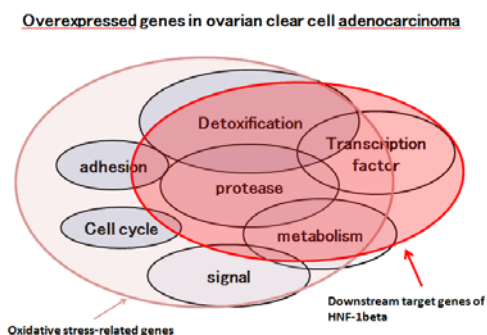 Overexpressed genes in ovarian clear cell adenocarcinoma
Detoxification
Transcription
factor
adhesion
protease
Cell cycle
metabolism
signal
Downstream target genes of
HNF-1beta
Oxidative stress-related genes